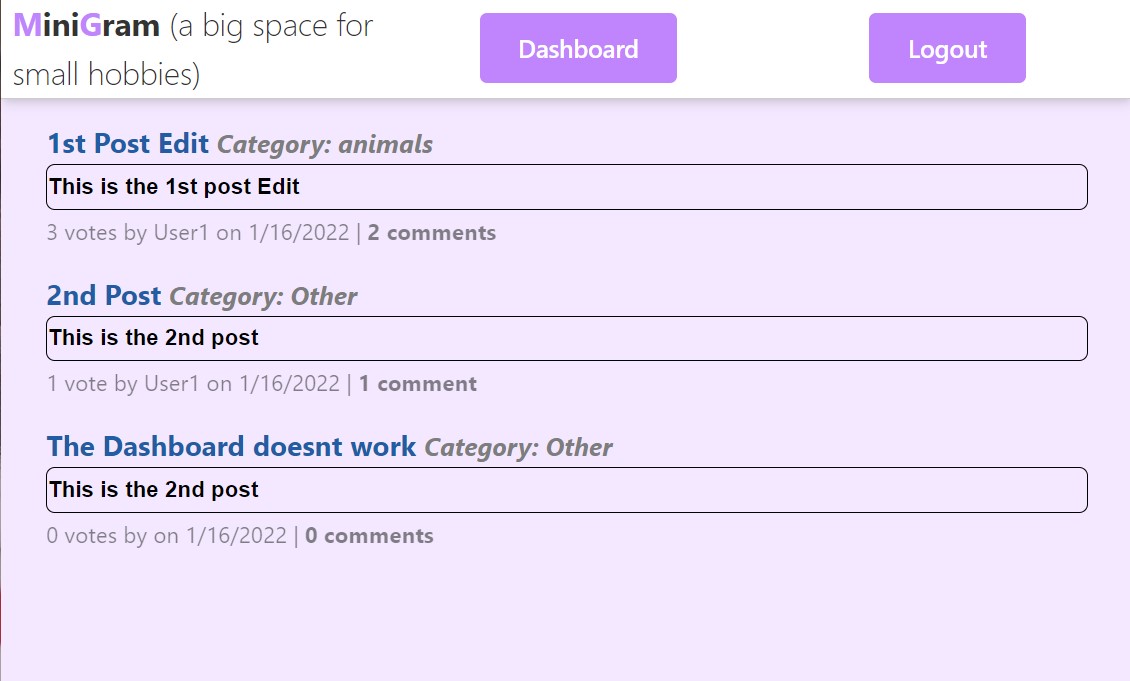 MiniGram (a big space for
small hobbies)
Dashboard
Logout
1st Post Edit Category: animals
This is the 1st post Edit
3 votes by User1 on 1/16/2022 | 2 comments
2nd Post Category: Other
This is the 2nd post
1 vote by User1 on 1/16/2022 | 1 comment
The Dashboard doesnt work Category: Other
This is the 2nd post
0 votes by on 1/16/2022 | 0 comments